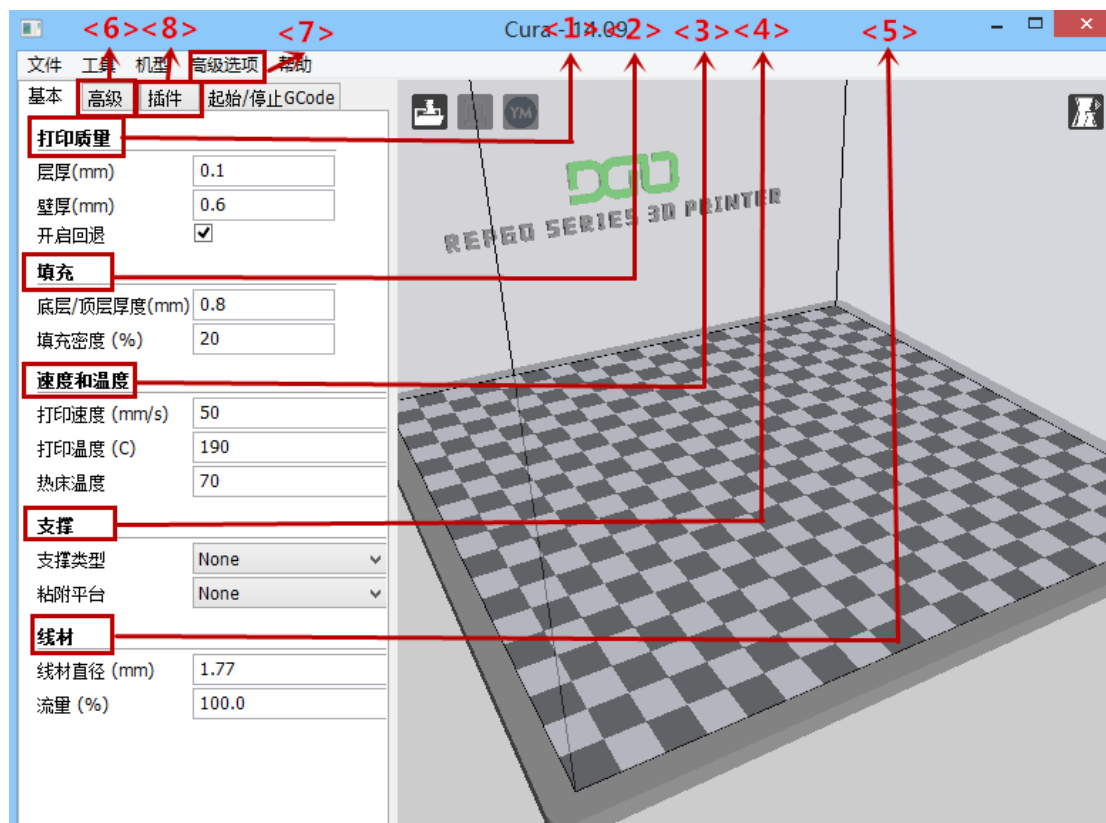 <6><8> <7> Cura - 14.09 <1> <2> <3> <4> <5>
文件 工具 机型 高级选项 帮助
基本 高级 插件 起始/停止GCode
打印质量
层厚(mm) 0.1
壁厚(mm) 0.6
开启回退
填充
底层/顶层厚度(mm) 0.8
填充密度 (%) 20
速度和温度
打印速度 (mm/s) 50
打印温度 (C) 190
热床温度 70
支撑
支撑类型 None
粘附平台 None
线材
线材直径 (mm) 1.77
流量 (%) 100.0
YM
REPGO SERIES 3D PRINTER